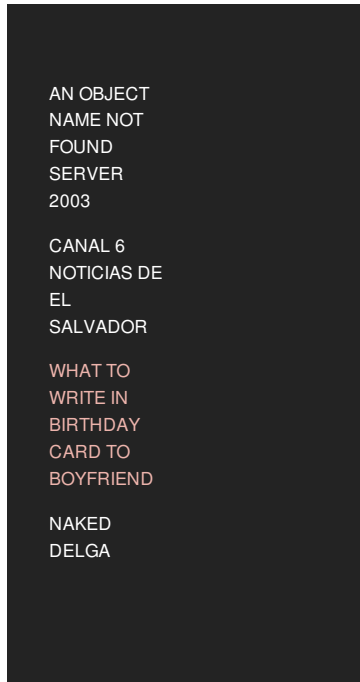 AN OBJECT
NAME NOT
FOUND
SERVER
2003
CANAL 6
NOTICIAS DE
EL
SALVADOR
WHAT TO
WRITE IN
BIRTHDAY
CARD TO
BOYFRIEND
NAKED
DELGA